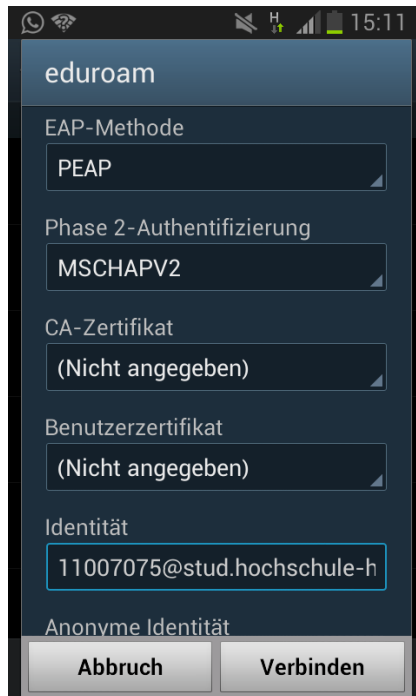 H 15:11
eduroam
EAP-Methode
PEAP
Phase 2-Authentifizierung
MSCHAPV2
CA-Zertifikat
(Nicht angegeben)
Benutzerzertifikat
(Nicht angegeben)
Identität
11007075@stud.hochschule-h
Anonyme Identität
Abbruch Verbinden